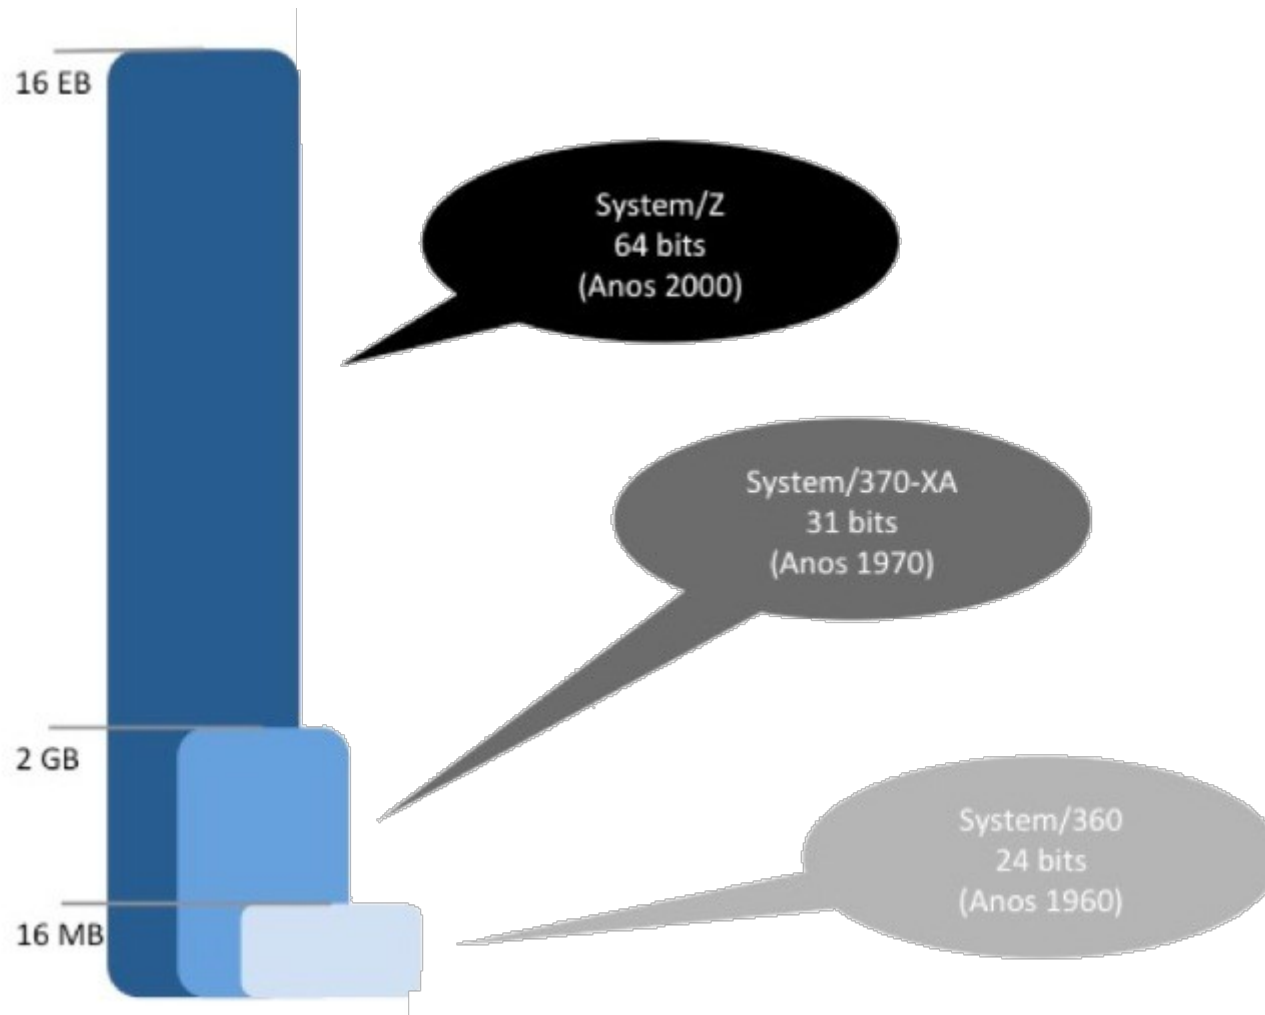 16 EB
System/Z
64 bits
(Anos 2000)
System/370-XA
31 bits
(Anos 1970)
2 GB
System/360
24 bits
(Anos 1960)
16 MB